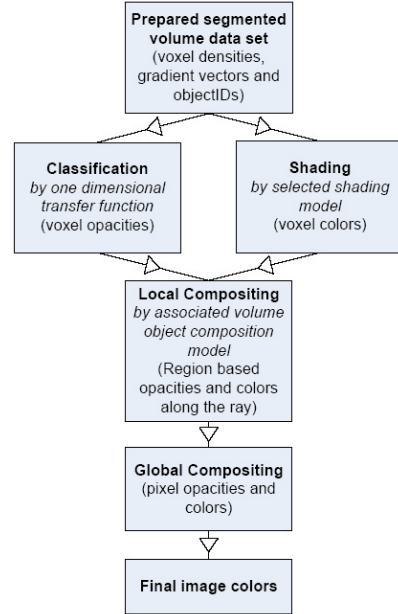 Prepared segmented
volume data set
(voxel densities,
gradient vectors and
objectIDs)
Classification
by one dimensional
transfer function
(voxel opacities)
Shading
by selected shading
model
(voxel colors)
Local Compositing
by associated volume
object composition
model
(Region based
opacities and colors
along the ray)
Global Compositing
(pixel opacities and
colors)
Final image colors